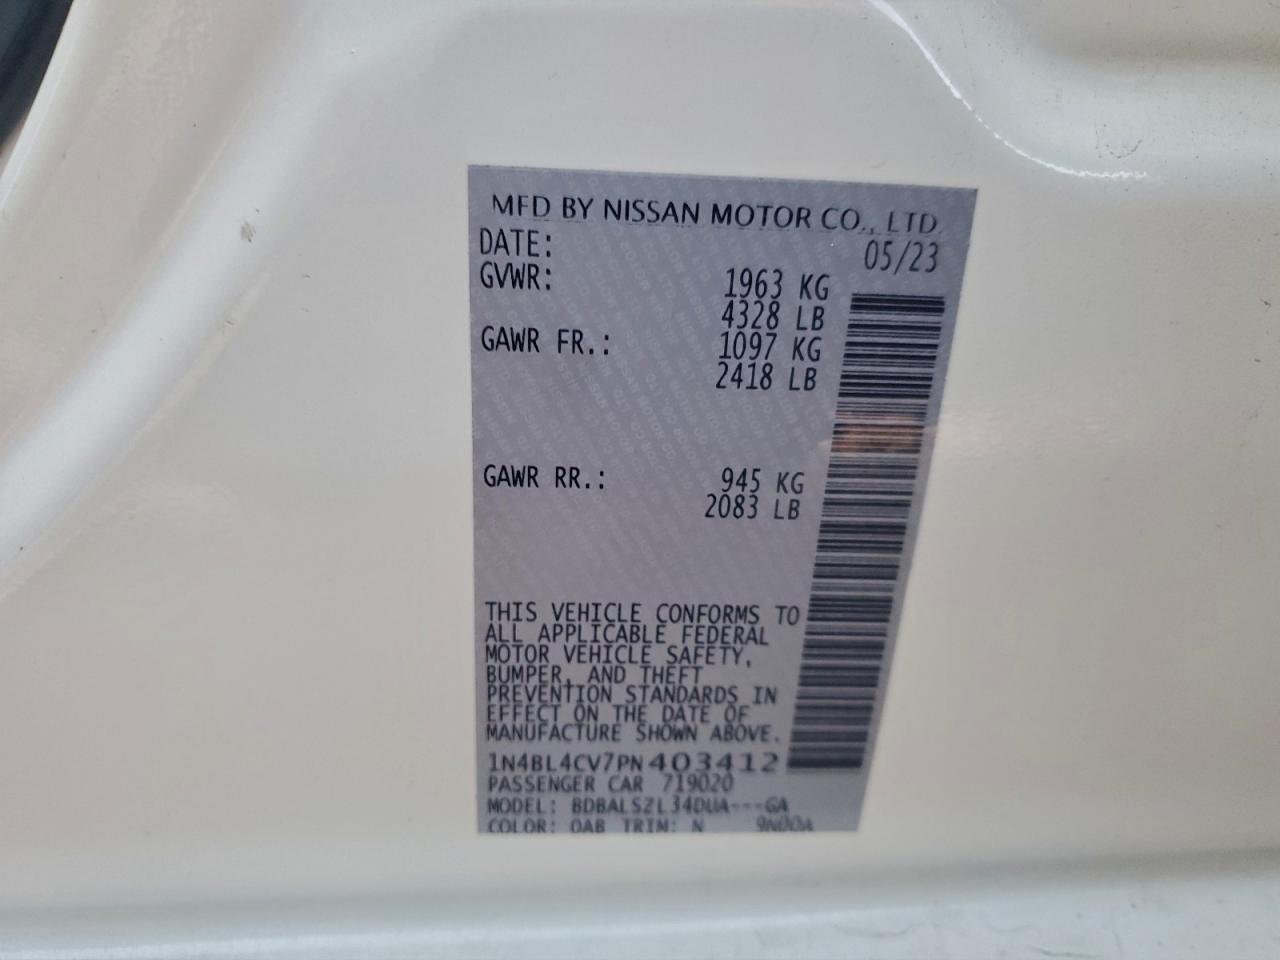 MFD BY NISSAN MOTOR CO., LTD.
DATE: 05/23
GVWR: 1963 KG
4328 LB
GAWR FR.: 1097 KG
2418 LB
GAWR RR.: 945 KG
2083 LB
THIS VEHICLE CONFORMS TO
ALL APPLICABLE FEDERAL
MOTOR VEHICLE SAFETY,
BUMPER, AND THEFT
PREVENTION STANDARDS IN
EFFECT ON THE DATE OF
MANUFACTURE SHOWN ABOVE.
1N4BL4CV7PN403412
PASSENGER CAR 719020
MODEL: BDBALSZL34DUA---GA
COLOR: QAB TRIM: N